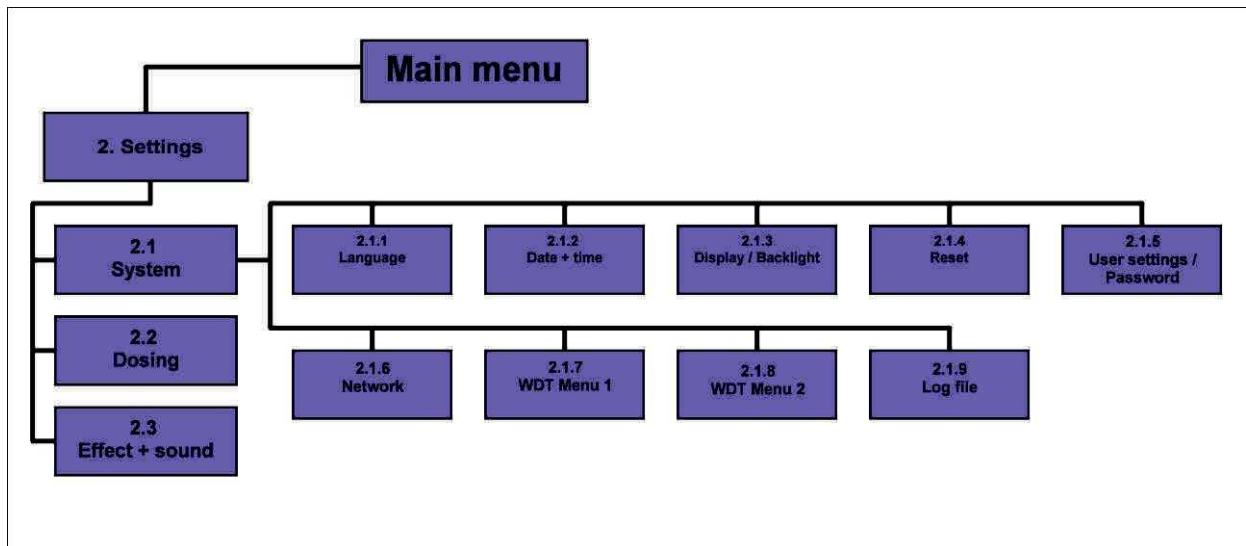 Main menu
2. Settings
2.1
System
2.1.1
Language
2.1.2
Date + time
2.1.3
Display / Backlight
2.1.4
Reset
2.1.5
User settings /
Password
2.2
Dosing
2.1.6
Network
2.1.7
WDT Menu 1
2.1.8
WDT Menu 2
2.1.9
Log file
2.3
Effect + sound